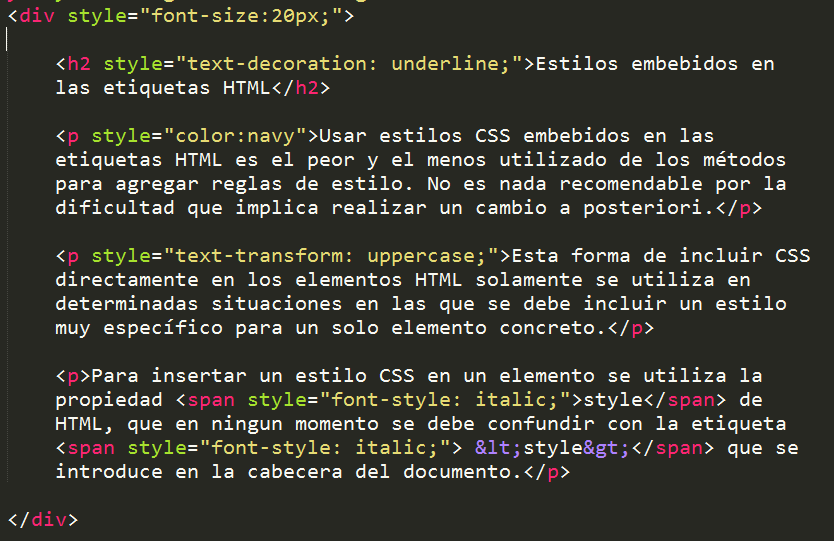 <div style="font-size:20px;">
<h2 style="text-decoration: underline;">Estilos embebidos en
las etiquetas HTML</h2>
<p style="color:navy">Usar estilos CSS embebidos en las
etiquetas HTML es el peor y el menos utilizado de los métodos
para agregar reglas de estilo. No es nada recomendable por la
dificultad que implica realizar un cambio a posteriori.</p>
<p style="text-transform: uppercase;">Esta forma de incluir CSS
directamente en los elementos HTML solamente se utiliza en
determinadas situaciones en las que se debe incluir un estilo
muy específico para un solo elemento concreto.</p>
<p>Para insertar un estilo CSS en un elemento se utiliza la
propiedad <span style="font-style: italic;">style</span> de
HTML, que en ningun momento se debe confundir con la etiqueta
<span style="font-style: italic;"> &lt;style&gt;</span> que se
introduce en la cabecera del documento.</p>
</div>